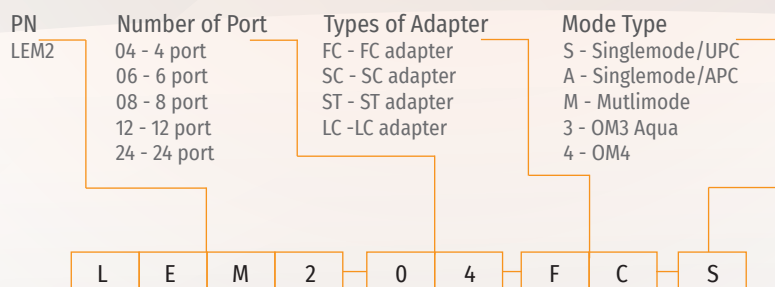 PN
LEM2
Number of Port
04 - 4 port
06 - 6 port
08 - 8 port
12 - 12 port
24 - 24 port
Types of Adapter
FC - FC adapter
SC - SC adapter
ST - ST adapter
LC -LC adapter
Mode Type
S - Singlemode/UPC
A - Singlemode/APC
M - Mutlimode
3 - OM3 Aqua
4 - OM4
L E M 2 - 0 4 - F C - S